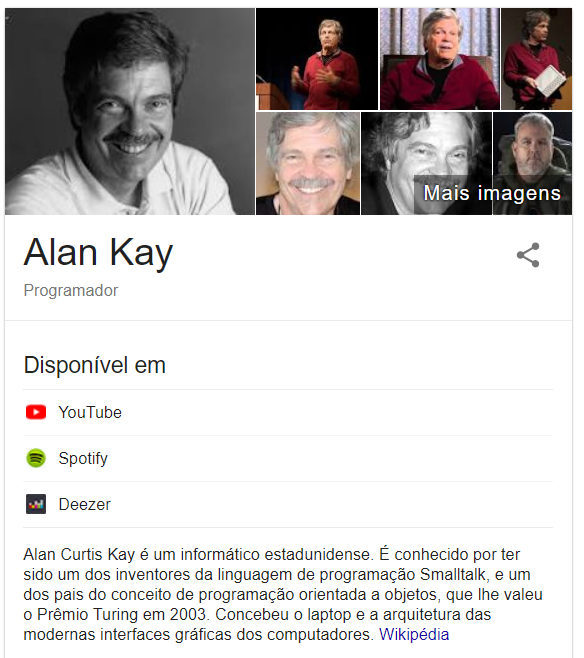 Mais imagens
Alan Kay
Programador
Disponível em
YouTube
Spotify
Deezer
Alan Curtis Kay é um informático estadunidense. É conhecido por ter
sido um dos inventores da linguagem de programação Smalltalk, e um
dos pais do conceito de programação orientada a objetos, que lhe valeu
o Prêmio Turing em 2003. Concebeu o laptop e a arquitetura das
modernas interfaces gráficas dos computadores. Wikipédia